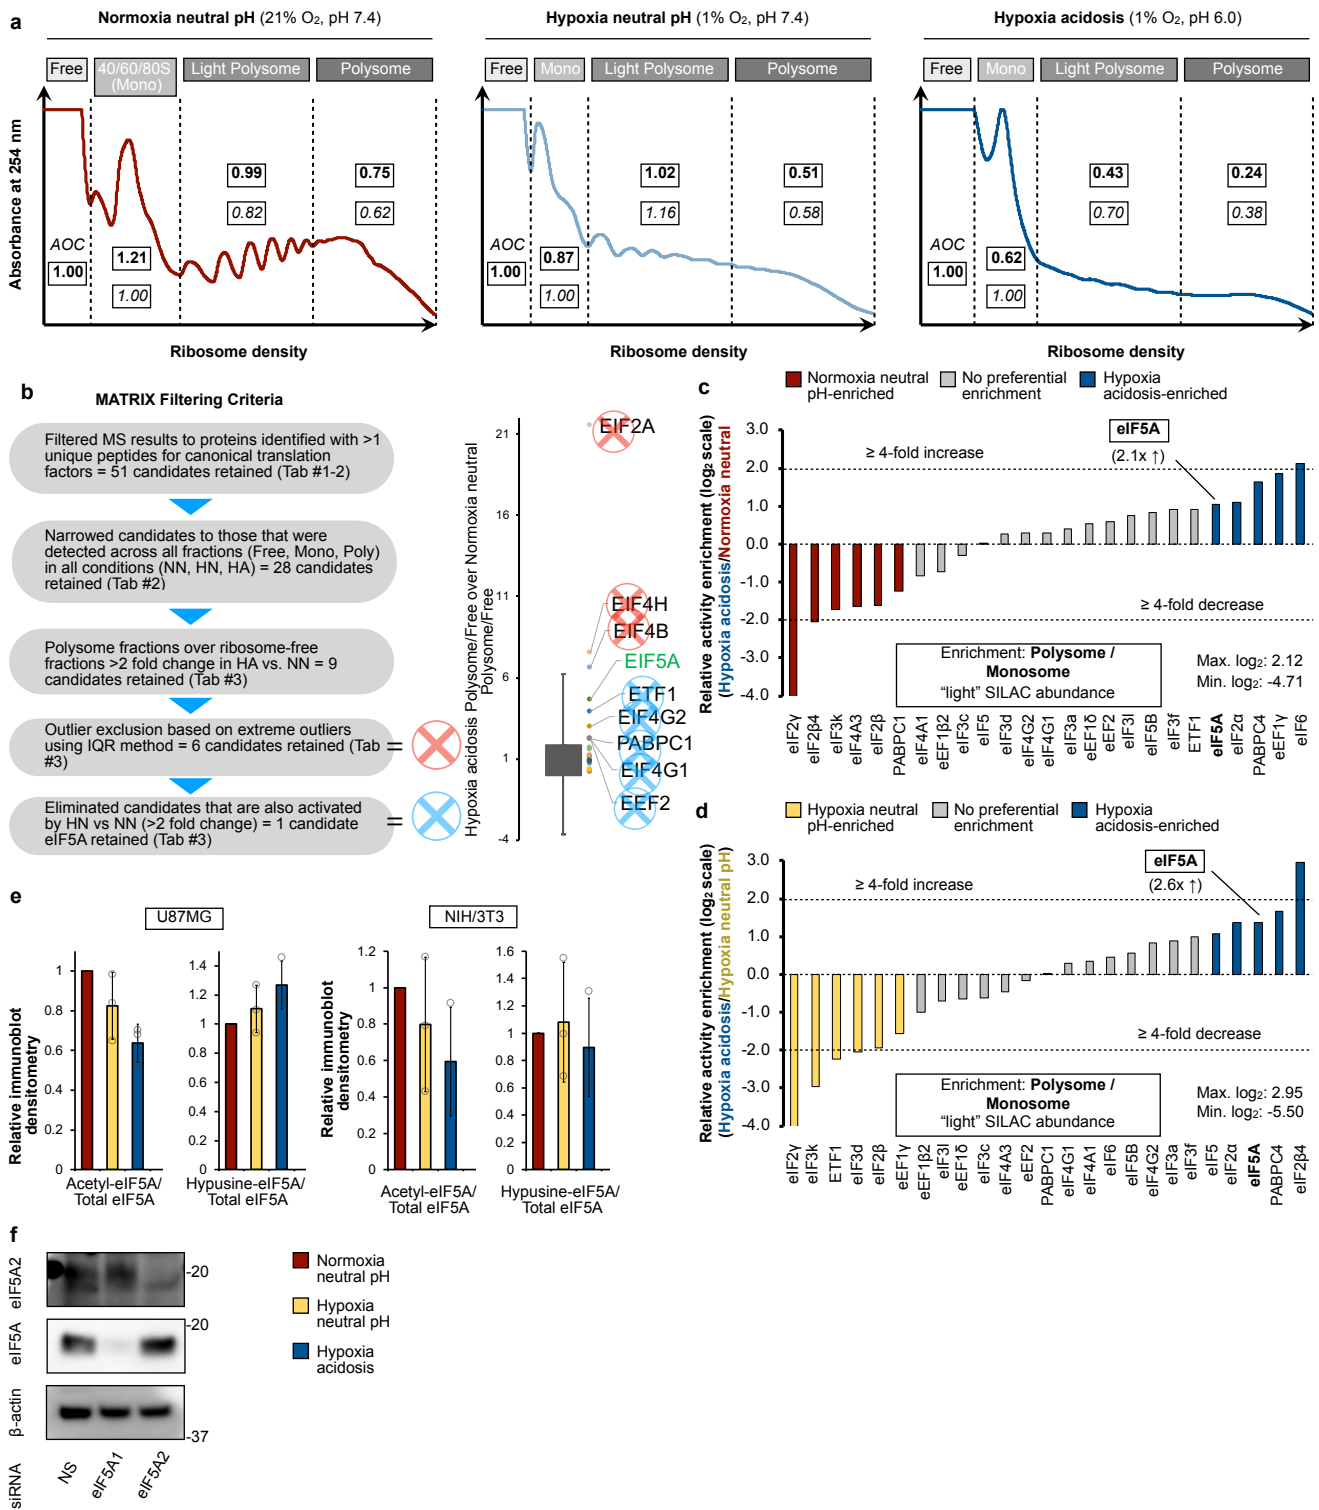 a
Normoxia neutral pH (21% O₂, pH 7.4)
Hypoxia neutral pH (1% O₂, pH 7.4)
Hypoxia acidosis (1% O₂, pH 6.0)
Free
40/60/80S
(Mono)
Light Polysome
Polysome
Free
Mono
Light Polysome
Polysome
Free
Mono
Light Polysome
Polysome
Absorbance at 254 nm
0.99
0.82
0.75
0.62
AOC
1.00
1.21
1.00
1.02
1.16
0.51
0.58
AOC
1.00
0.87
1.00
0.43
0.70
0.24
0.38
AOC
1.00
0.62
1.00
Ribosome density
Ribosome density
Ribosome density
b
MATRIX Filtering Criteria
Filtered MS results to proteins identified with >1
unique peptides for canonical translation
factors = 51 candidates retained (Tab #1-2)
Narrowed candidates to those that were
detected across all fractions (Free, Mono, Poly)
in all conditions (NN, HN, HA) = 28 candidates
retained (Tab #2)
Polysome fractions over ribosome-free
fractions >2 fold change in HA vs. NN = 9
candidates retained (Tab #3)
Outlier exclusion based on extreme outliers
using IQR method = 6 candidates retained (Tab
#3)
=
Eliminated candidates that are also activated
by HN vs NN (>2 fold change) = 1 candidate
eIF5A retained (Tab #3)
=
Hypoxia acidosis Polysome/Free over Normoxia neutral
Polysome/Free
21
16
11
6
1
-4
EIF2A
EIF4H
EIF4B
EIF5A
ETF1
EIF4G2
PABPC1
EIF4G1
EEF2
c
Normoxia neutral
pH-enriched
No preferential
enrichment
Hypoxia
acidosis-enriched
Relative activity enrichment (log₂ scale)
(Hypoxia acidosis/Normoxia neutral)
3.0
2.0
1.0
0.0
-1.0
-2.0
-3.0
-4.0
≥ 4-fold increase
eIF5A
(2.1x ↑)
≥ 4-fold decrease
Enrichment: Polysome /
Monosome
"light" SILAC abundance
Max. log₂: 2.12
Min. log₂: -4.71
eIF2γ
eIF2β4
eIF3k
eIF4A3
eIF2β
PABPC1
eIF4A1
eEF1β2
eIF3c
eIF5
eIF3d
eIF4G2
eIF4G1
eIF3a
eEF1δ
eEF2
eIF3l
eIF5B
eIF3f
ETF1
eIF5A
eIF2α
PABPC4
eEF1γ
eIF6
d
Hypoxia neutral
pH-enriched
No preferential
enrichment
Hypoxia
acidosis-enriched
Relative activity enrichment (log₂ scale)
(Hypoxia acidosis/Hypoxia neutral pH)
3.0
2.0
1.0
0.0
-1.0
-2.0
-3.0
-4.0
≥ 4-fold increase
eIF5A
(2.6x ↑)
≥ 4-fold decrease
Enrichment: Polysome /
Monosome
"light" SILAC abundance
Max. log₂: 2.95
Min. log₂: -5.50
eIF2γ
eIF3k
ETF1
eIF3d
eIF2β
eEF1γ
eEF1β2
eIF3l
eEF1δ
eIF3c
eIF4A3
eEF2
PABPC1
eIF4G1
eIF4A1
eIF6
eIF5B
eIF4G2
eIF3a
eIF3f
eIF5
eIF2α
eIF5A
PABPC4
eIF2β4
e
U87MG
NIH/3T3
Relative immunoblot
densitometry
1
0.8
0.6
0.4
0.2
0
Acetyl-eIF5A/
Total eIF5A
1.4
1.2
1
0.8
0.6
0.4
0.2
0
Hypusine-eIF5A/
Total eIF5A
Relative immunoblot
densitometry
1.2
1
0.8
0.6
0.4
0.2
0
Acetyl-eIF5A/
Total eIF5A
1.6
1.4
1.2
1
0.8
0.6
0.4
0.2
0
Hypusine-eIF5A/
Total eIF5A
f
eIF5A2
-20
eIF5A
-20
β-actin
-37
siRNA
NS
eIF5A1
eIF5A2
Normoxia
neutral pH
Hypoxia
neutral pH
Hypoxia
acidosis